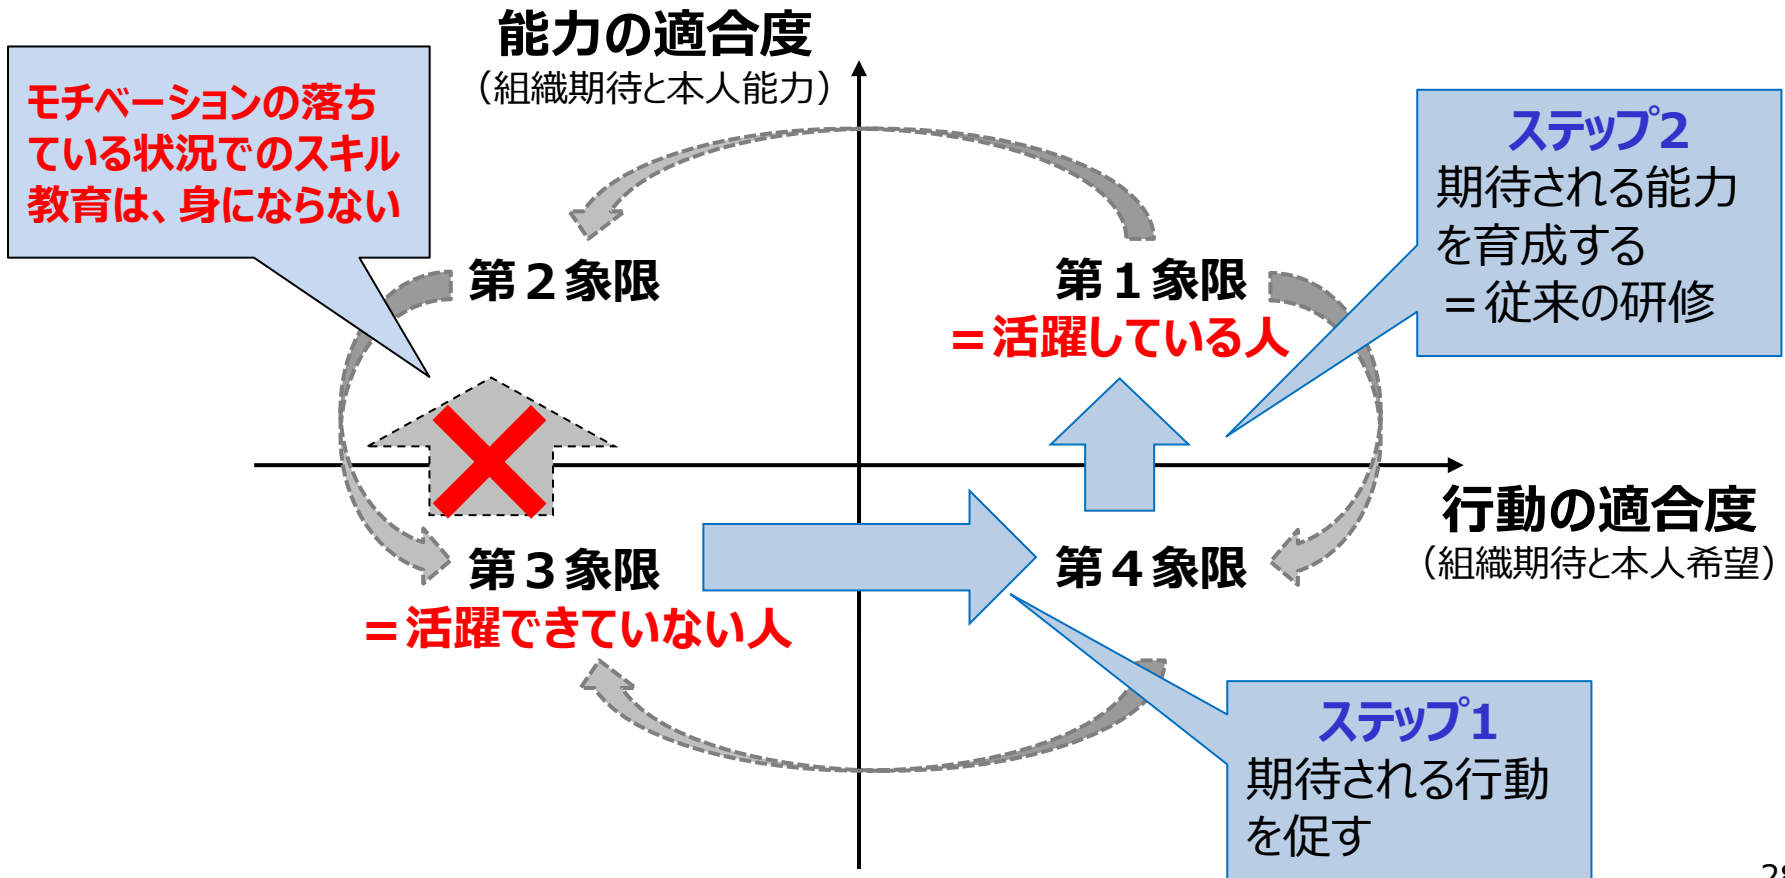 能力の適合度
（組織期待と本人能力）
モチベーションの落ち
ている状況でのスキル
教育は、身にならない
ステップ2
期待される能力
を育成する
＝従来の研修
第２象限
第１象限
＝活躍している人
行動の適合度
（組織期待と本人希望）
第３象限
＝活躍できていない人
第４象限
ステップ1
期待される行動
を促す